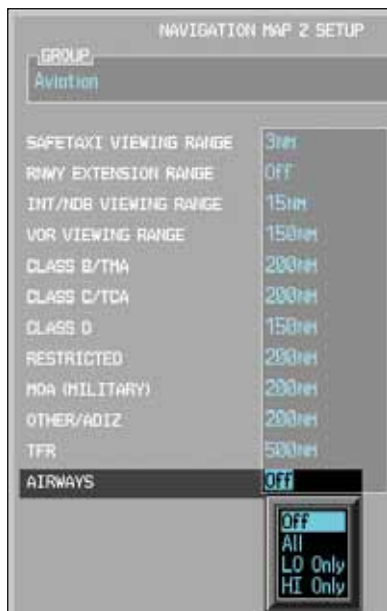 NAVIGATION MAP 2 SETUP
GROUP
Aviation
SAFETAXI VIEWING RANGE 3NM
RNWY EXTENSION RANGE Off
INT/NDB VIEWING RANGE 15NM
VOR VIEWING RANGE 150NM
CLASS B/TMA 200NM
CLASS C/TCA 200NM
CLASS D 150NM
RESTRICTED 200NM
MOA (MILITARY) 200NM
OTHER/ADIZ 200NM
TFR 500NM
AIRWAYS Off
Off
All
LO Only
HI Only